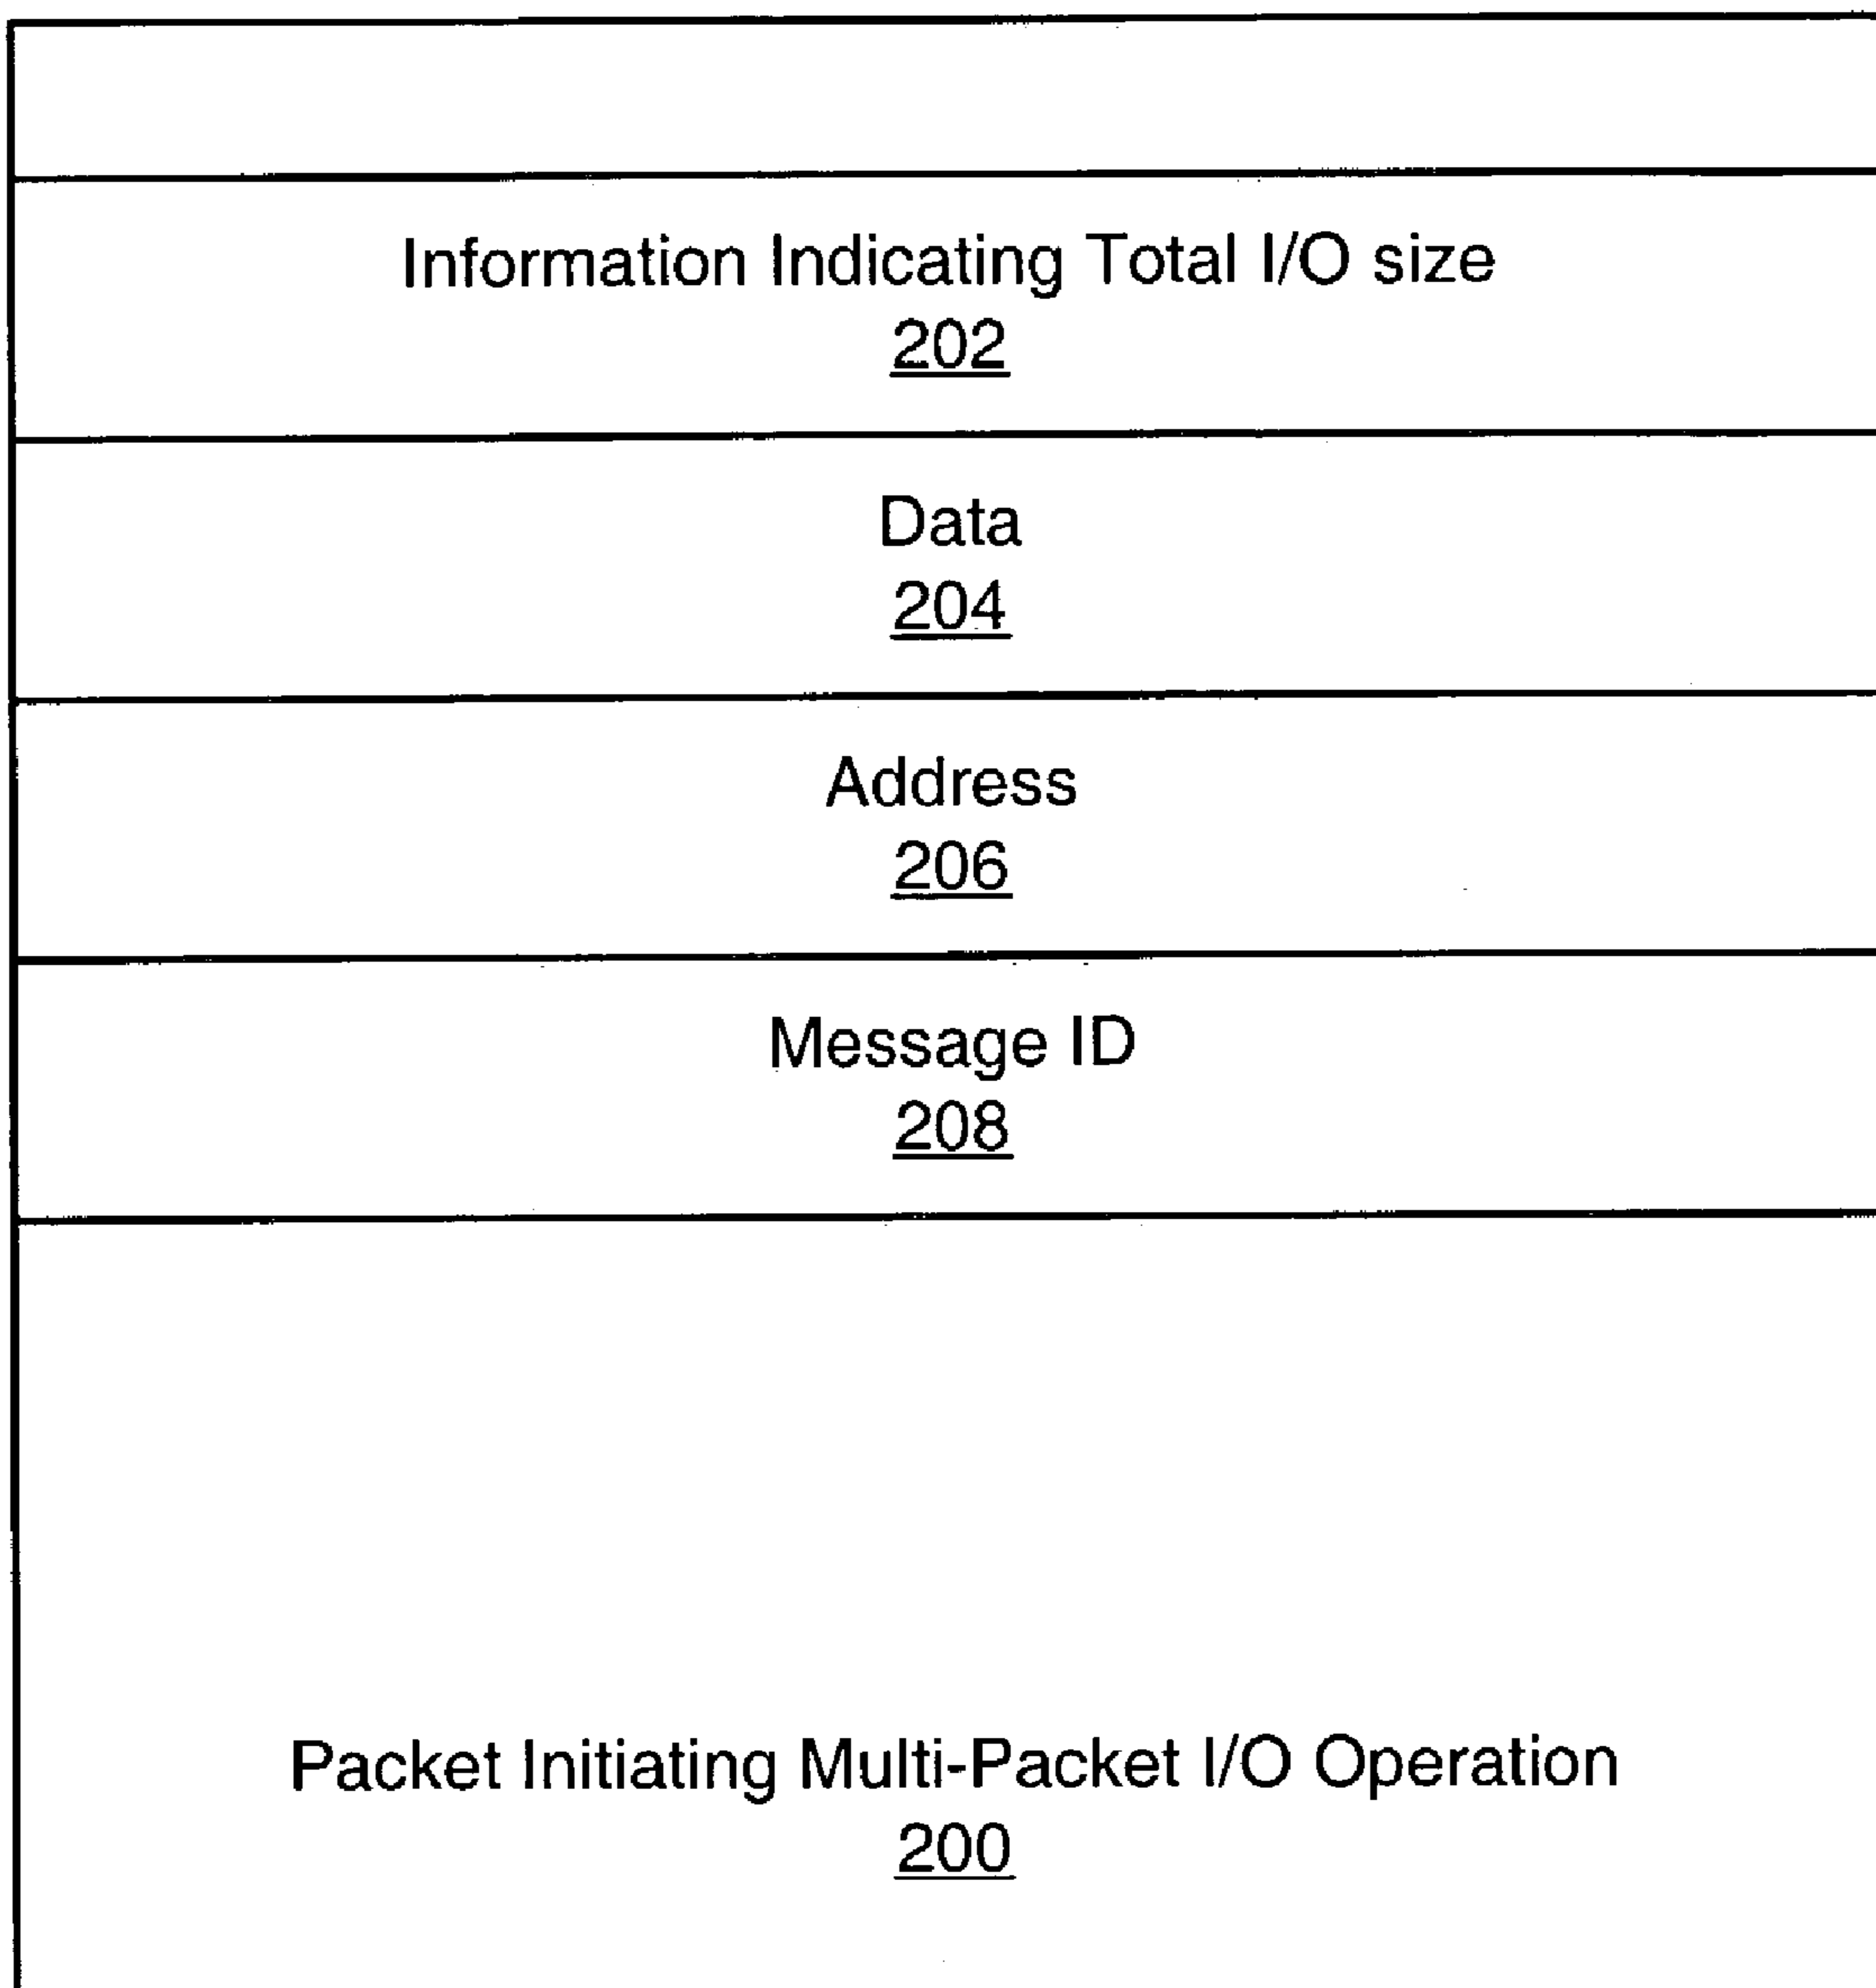 Information Indicating Total I/O size
202
Data
204
Address
206
Message ID
208
Packet Initiating Multi-Packet I/O Operation
200